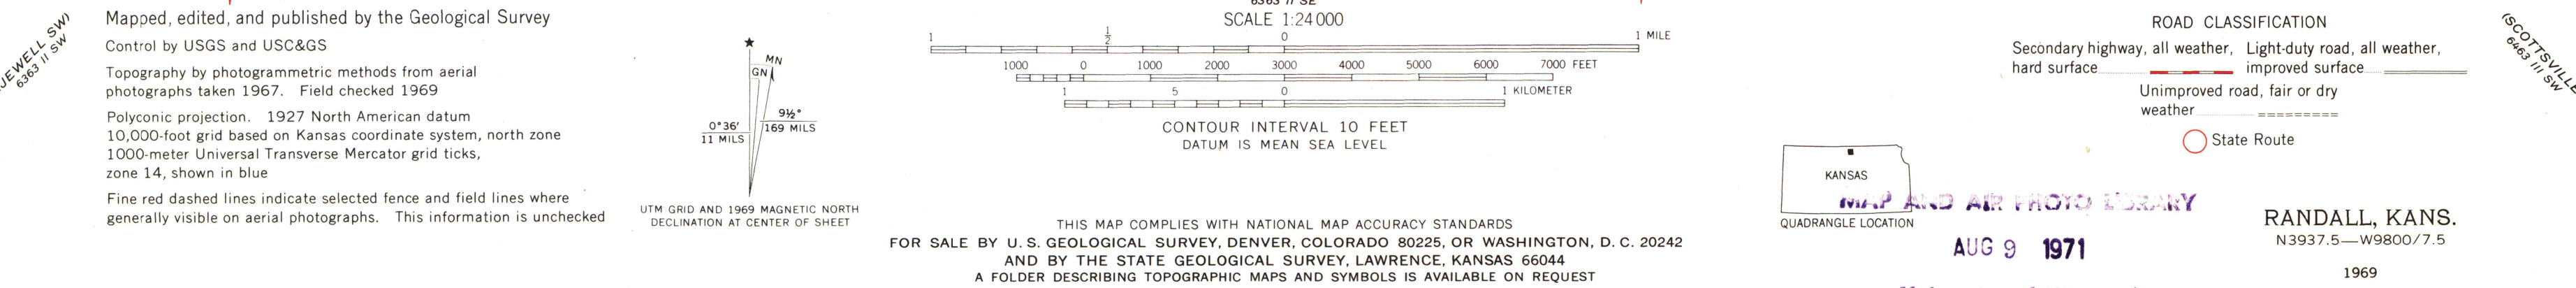 (JEWELL SW)
6363 II SW
Mapped, edited, and published by the Geological Survey
Control by USGS and USC&GS
Topography by photogrammetric methods from aerial
photographs taken 1967. Field checked 1969
Polyconic projection. 1927 North American datum
10,000-foot grid based on Kansas coordinate system, north zone
1000-meter Universal Transverse Mercator grid ticks,
zone 14, shown in blue
Fine red dashed lines indicate selected fence and field lines where
generally visible on aerial photographs. This information is unchecked
MN
GN
0°36'
11 MILS
9½°
169 MILS
UTM GRID AND 1969 MAGNETIC NORTH
DECLINATION AT CENTER OF SHEET
6363 II SE
SCALE 1:24 000
1 ½ 0 1 MILE
1000 0 1000 2000 3000 4000 5000 6000 7000 FEET
1 5 0 1 KILOMETER
CONTOUR INTERVAL 10 FEET
DATUM IS MEAN SEA LEVEL
THIS MAP COMPLIES WITH NATIONAL MAP ACCURACY STANDARDS
FOR SALE BY U. S. GEOLOGICAL SURVEY, DENVER, COLORADO 80225, OR WASHINGTON, D. C. 20242
AND BY THE STATE GEOLOGICAL SURVEY, LAWRENCE, KANSAS 66044
A FOLDER DESCRIBING TOPOGRAPHIC MAPS AND SYMBOLS IS AVAILABLE ON REQUEST
ROAD CLASSIFICATION
Secondary highway, all weather,
hard surface
Light-duty road, all weather,
improved surface
Unimproved road, fair or dry
weather
State Route
KANSAS
QUADRANGLE LOCATION
MAP AND AIR PHOTO LIBRARY
AUG 9 1971
RANDALL, KANS.
N3937.5—W9800/7.5
1969
(SCOTTSVILLE
6463 III SW